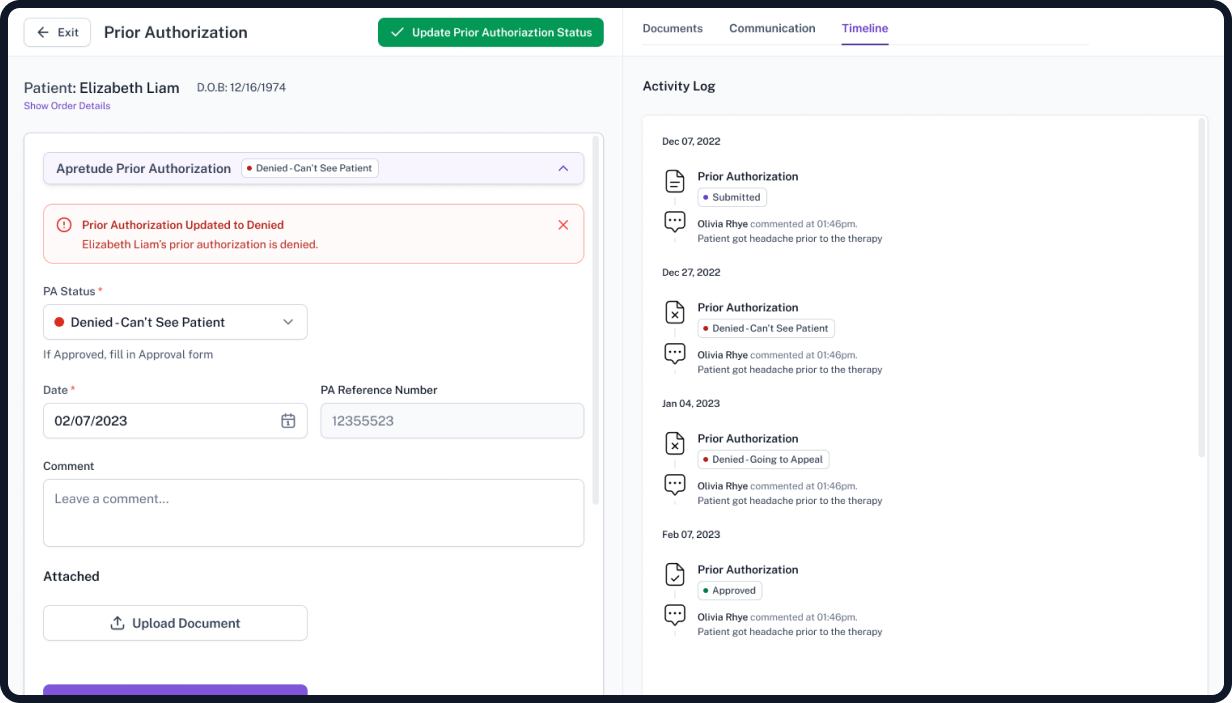 Exit
Prior Authorization
Update Prior Authoriaztion Status
Patient: Elizabeth Liam
D.O.B: 12/16/1974
Show Order Details
Apretude Prior Authorization
Denied - Can't See Patient
Prior Authorization Updated to Denied
Elizabeth Liam's prior authorization is denied.
PA Status *
Denied - Can't See Patient
If Approved, fill in Approval form
Date *
PA Reference Number
02/07/2023
12355523
Comment
Leave a comment...
Attached
Upload Document
Documents
Communication
Timeline
Activity Log
Dec 07, 2022
Prior Authorization
Submitted
Olivia Rhye commented at 01:46pm.
Patient got headache prior to the therapy
Dec 27, 2022
Prior Authorization
Denied - Can't See Patient
Olivia Rhye commented at 01:46pm.
Patient got headache prior to the therapy
Jan 04, 2023
Prior Authorization
Denied - Going to Appeal
Olivia Rhye commented at 01:46pm.
Patient got headache prior to the therapy
Feb 07, 2023
Prior Authorization
Approved
Olivia Rhye commented at 01:46pm.
Patient got headache prior to the therapy